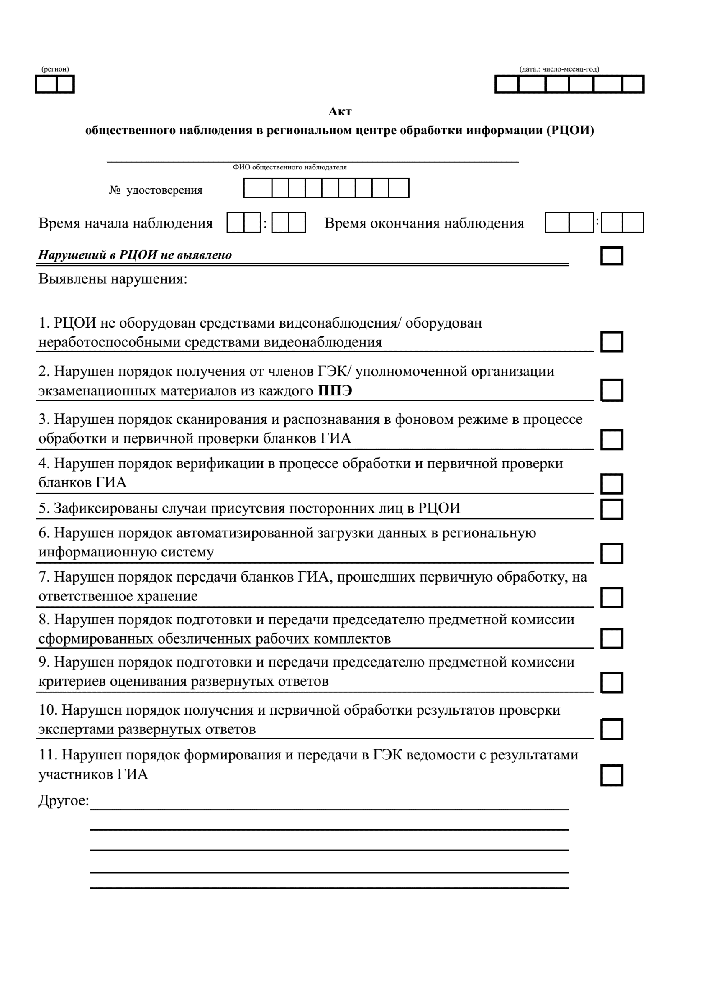 (регион)
(дата.: число-месяц-год)
Акт
общественного наблюдения в региональном центре обработки информации (РЦОИ)
ФИО общественного наблюдателя
№ удостоверения
Время начала наблюдения : Время окончания наблюдения :
Нарушений в РЦОИ не выявлено
Выявлены нарушения:
1. РЦОИ не оборудован средствами видеонаблюдения/ оборудован
неработоспособными средствами видеонаблюдения
2. Нарушен порядок получения от членов ГЭК/ уполномоченной организации
экзаменационных материалов из каждого ППЭ
3. Нарушен порядок сканирования и распознавания в фоновом режиме в процессе
обработки и первичной проверки бланков ГИА
4. Нарушен порядок верификации в процессе обработки и первичной проверки
бланков ГИА
5. Зафиксированы случаи присутсвия посторонних лиц в РЦОИ
6. Нарушен порядок автоматизированной загрузки данных в региональную
информационную систему
7. Нарушен порядок передачи бланков ГИА, прошедших первичную обработку, на
ответственное хранение
8. Нарушен порядок подготовки и передачи председателю предметной комиссии
сформированных обезличенных рабочих комплектов
9. Нарушен порядок подготовки и передачи председателю предметной комиссии
критериев оценивания развернутых ответов
10. Нарушен порядок получения и первичной обработки результатов проверки
экспертами развернутых ответов
11. Нарушен порядок формирования и передачи в ГЭК ведомости с результатами
участников ГИА
Другое: